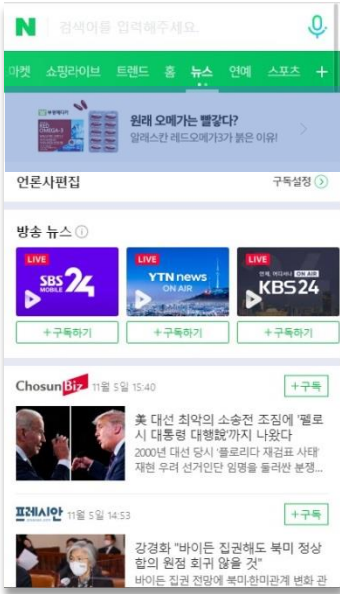 N 검색어를 입력해주세요.
마켓 쇼핑라이브 트렌드 홈 뉴스 연예 스포츠 +
원래 오메가는 빨갛다?
알래스칸 레드오메가3가 붉은 이유!
RED
OMEGA-3
언론사편집 구독설정
방송 뉴스
LIVE LIVE LIVE
SBS MOBILE 24
YTN news
ON AIR
ON AIR
KBS 24
+구독하기 +구독하기 +구독하기
ChosunBiz 11월 5일 15:40 +구독
美 대선 최악의 소송전 조짐에 '펠로
시 대통령 대행說'까지 나왔다
2000년 대선 당시 '플로리다 재검표 사태'
재현 우려 선거인단 임명을 둘러싼 분쟁...
프레시안 11월 5일 14:53 +구독
강경화 "바이든 집권해도 북미 정상
합의 원점 회귀 않을 것"
바이든 집권 전망에 북미·한미관계 변화 관